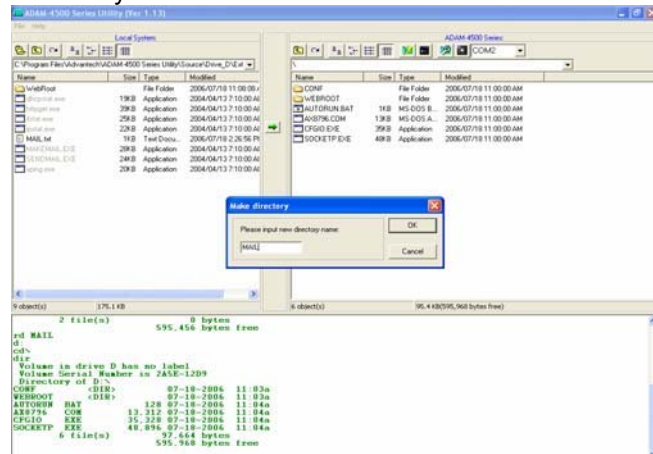 ADAM-4500 Series Utility (Ver 1.13)
File Help
Local System
ADAM-4500 Series
COM2
C:\Program Files\Advantech\ADAM-4500 Series Utility\Source\Drive_D\Ext
\
Name Size Type Modified
WebRoot File Folder 2006/07/18 11:00:00
19KB Application 2004/04/13 7:10:00 AM
39KB Application 2004/04/13 7:10:00 AM
25KB Application 2004/04/13 7:10:00 AM
22KB Application 2004/04/13 7:10:00 AM
MAIL.txt 1KB Text Docu... 2006/07/18 2:26:56 PM
MAKEMAIL.EXE 28KB Application 2004/04/13 7:10:00 AM
SENDMAIL.EXE 24KB Application 2004/04/13 7:10:00 AM
20KB Application 2004/04/13 7:10:00 AM
Name Size Type Modified
CONF File Folder 2006/07/18 11:00:00 AM
WEBROOT File Folder 2006/07/18 11:00:00 AM
AUTORUN.BAT 1KB MS-DOS B... 2006/07/18 11:00:00 AM
AX8796.COM 13KB MS-DOS A... 2006/07/18 11:00:00 AM
CFGIO.EXE 35KB Application 2006/07/18 11:00:00 AM
SOCKETP.EXE 48KB Application 2006/07/18 11:00:00 AM
Make directory
Please input new directory name:
OK
MAIL
Cancel
9 object(s) 175.1 KB
6 object(s) 95.4 KB(595,968 bytes free)
2 file(s) 0 bytes
595,456 bytes free
rd MAIL
d:
cd\
dir
Volume in drive D has no label
Volume Serial Number is 2A5E-12D9
Directory of D:\
CONF <DIR> 07-18-2006 11:03a
WEBROOT <DIR> 07-18-2006 11:03a
AUTORUN BAT 128 07-18-2006 11:04a
AX8796 COM 13,312 07-18-2006 11:04a
CFGIO EXE 35,328 07-18-2006 11:04a
SOCKETP EXE 48,896 07-18-2006 11:04a
6 file(s) 97,664 bytes
595,968 bytes free